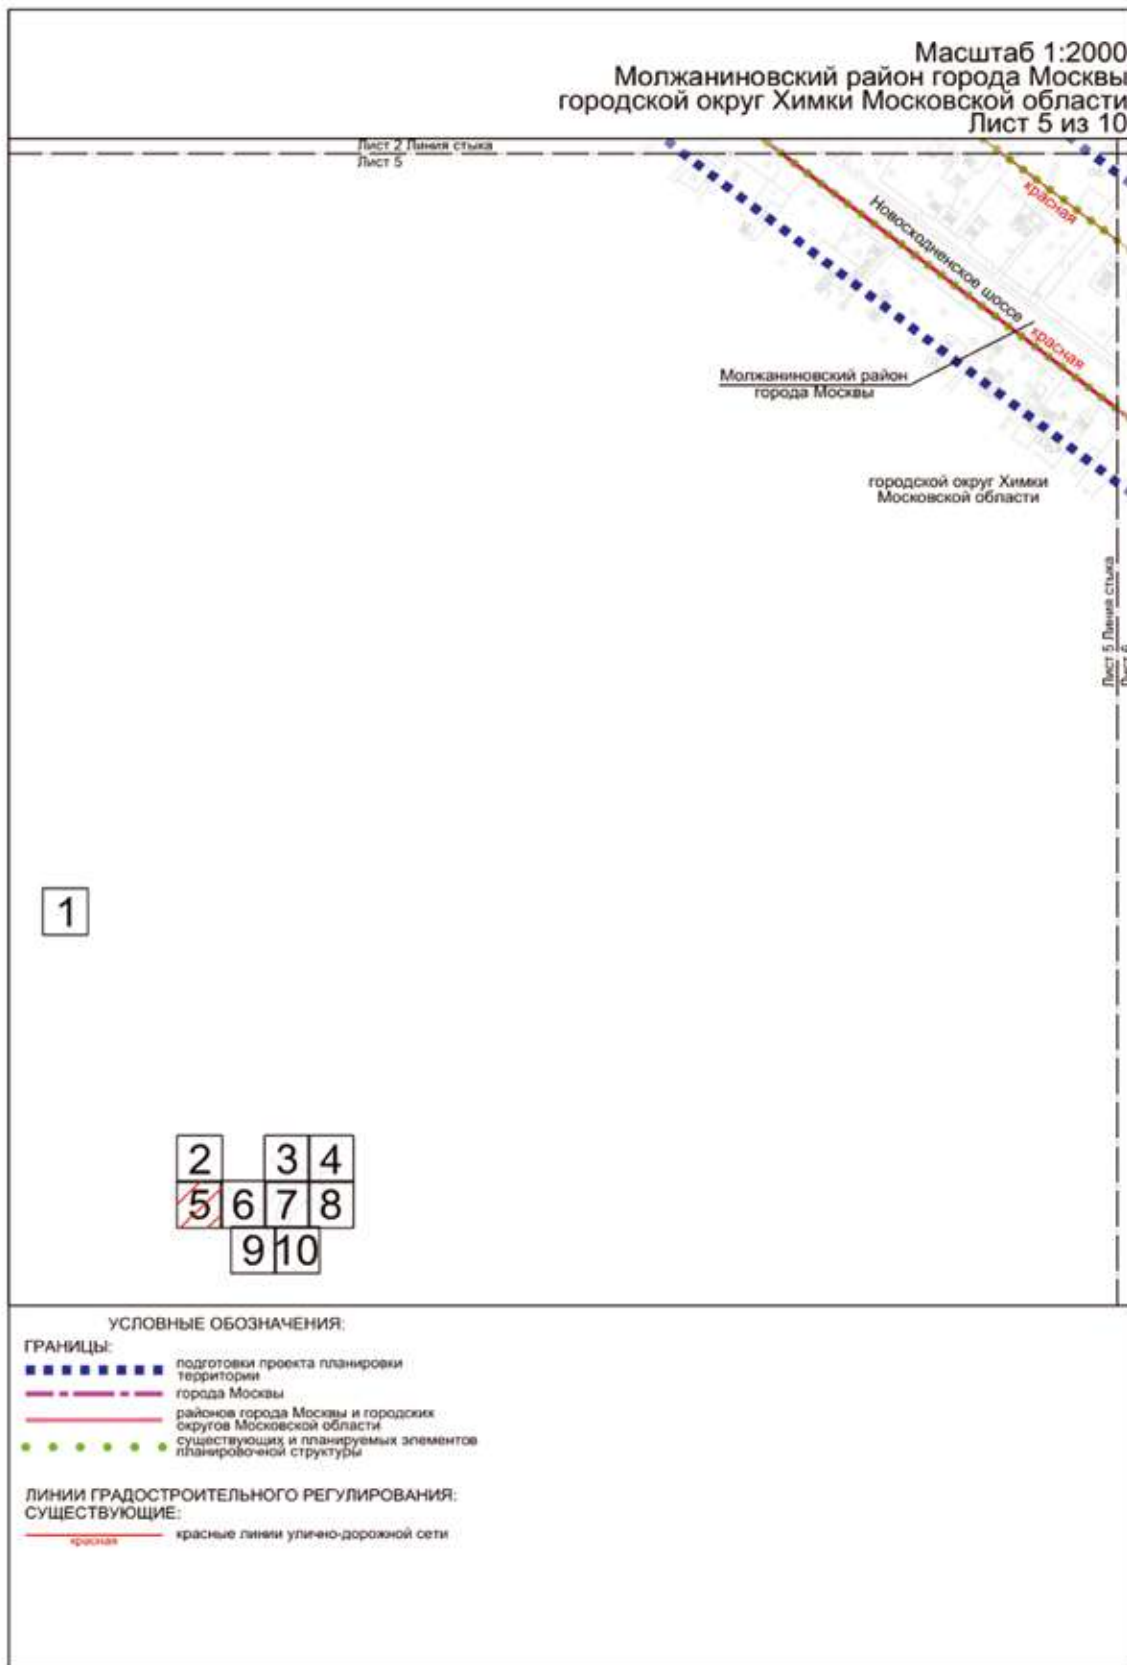 Масштаб 1:2000
Молжаниновский район города Москвы
городской округ Химки Московской области
Лист 5 из 10
Лист 2 Линия стыка
Лист 5
красная
Новосходненское шоссе
красная
Молжаниновский район
города Москвы
городской округ Химки
Московской области
Лист 5 Линия стыка
Лист 6
1
2 3 4
5 6 7 8
9 10
УСЛОВНЫЕ ОБОЗНАЧЕНИЯ:
ГРАНИЦЫ:
подготовки проекта планировки
территории
города Москвы
районов города Москвы и городских
округов Московской области
существующих и планируемых элементов
планировочной структуры
ЛИНИИ ГРАДОСТРОИТЕЛЬНОГО РЕГУЛИРОВАНИЯ:
СУЩЕСТВУЮЩИЕ:
красная
красные линии улично-дорожной сети